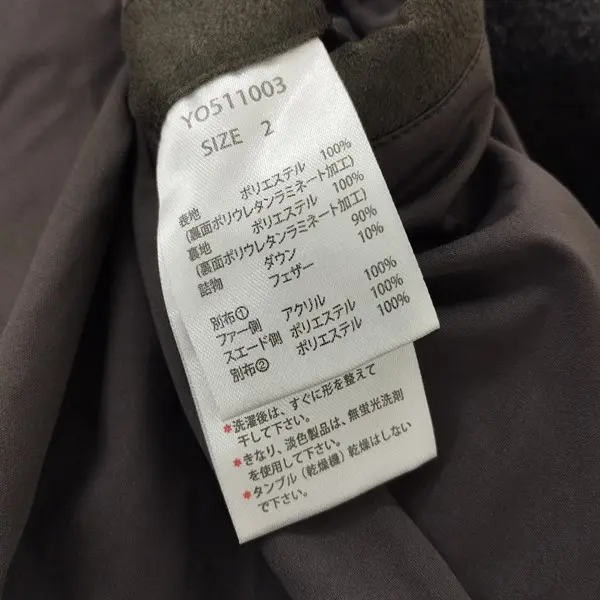 YO511003
SIZE 2
表地 ポリエステル 100%
(裏面ポリウレタンラミネート加工)
裏地 ポリエステル 100%
(裏面ポリウレタンラミネート加工)
詰物 ダウン 90%
フェザー 10%
別布①
ファー側 アクリル 100%
スエード側 ポリエステル 100%
別布② ポリエステル 100%
*洗濯後は、すぐに形を整えて
干して下さい。
*きなり、淡色製品は、無蛍光洗剤
を使用して下さい。
*タンブル（乾燥機）乾燥はしない
で下さい。